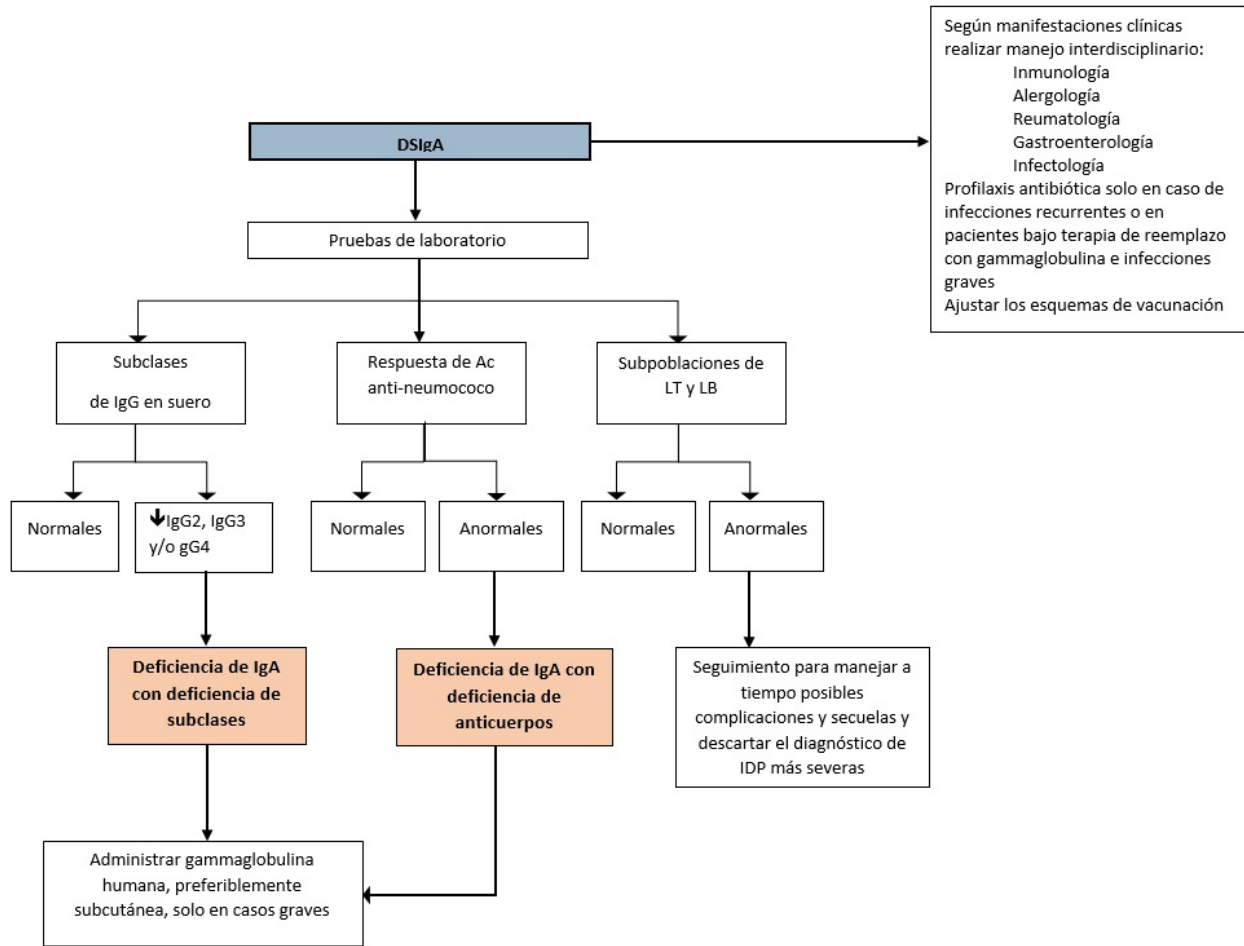 Según manifestaciones clínicas
realizar manejo interdisciplinario:
Inmunología
Alergología
Reumatología
Gastroenterología
Infectología
Profilaxis antibiótica solo en caso de
infecciones recurrentes o en
pacientes bajo terapia de reemplazo
con gammaglobulina e infecciones
graves
Ajustar los esquemas de vacunación
DSIgA
Pruebas de laboratorio
Subclases
de IgG en suero
Respuesta de Ac
anti-neumococo
Subpoblaciones de
LT y LB
Normales
🡻IgG2, IgG3
y/o gG4
Normales
Anormales
Normales
Anormales
Deficiencia de IgA
con deficiencia de
subclases
Deficiencia de IgA con
deficiencia de
anticuerpos
Seguimiento para manejar a
tiempo posibles
complicaciones y secuelas y
descartar el diagnóstico de
IDP más severas
Administrar gammaglobulina
humana, preferiblemente
subcutánea, solo en casos graves